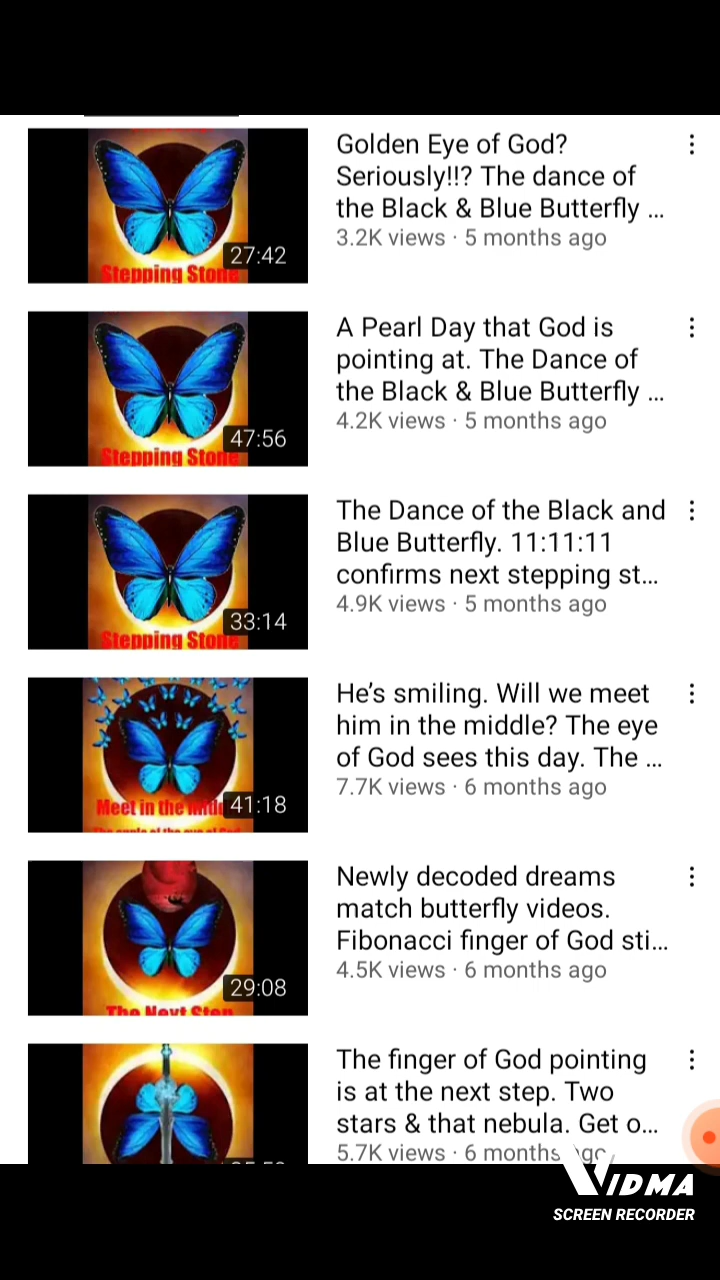 Golden Eye of God?
Seriously!!? The dance of
the Black & Blue Butterfly ...
3.2K views · 5 months ago
27:42
Stepping Stone
A Pearl Day that God is
pointing at. The Dance of
the Black & Blue Butterfly ...
4.2K views · 5 months ago
47:56
Stepping Stone
The Dance of the Black and
Blue Butterfly. 11:11:11
confirms next stepping st...
4.9K views · 5 months ago
33:14
Stepping Stone
He's smiling. Will we meet
him in the middle? The eye
of God sees this day. The ...
7.7K views · 6 months ago
41:18
Meet in the
Newly decoded dreams
match butterfly videos.
Fibonacci finger of God sti...
4.5K views · 6 months ago
29:08
The Next Step
The finger of God pointing
is at the next step. Two
stars & that nebula. Get o...
5.7K views · 6 months ago
VIDMA
SCREEN RECORDER